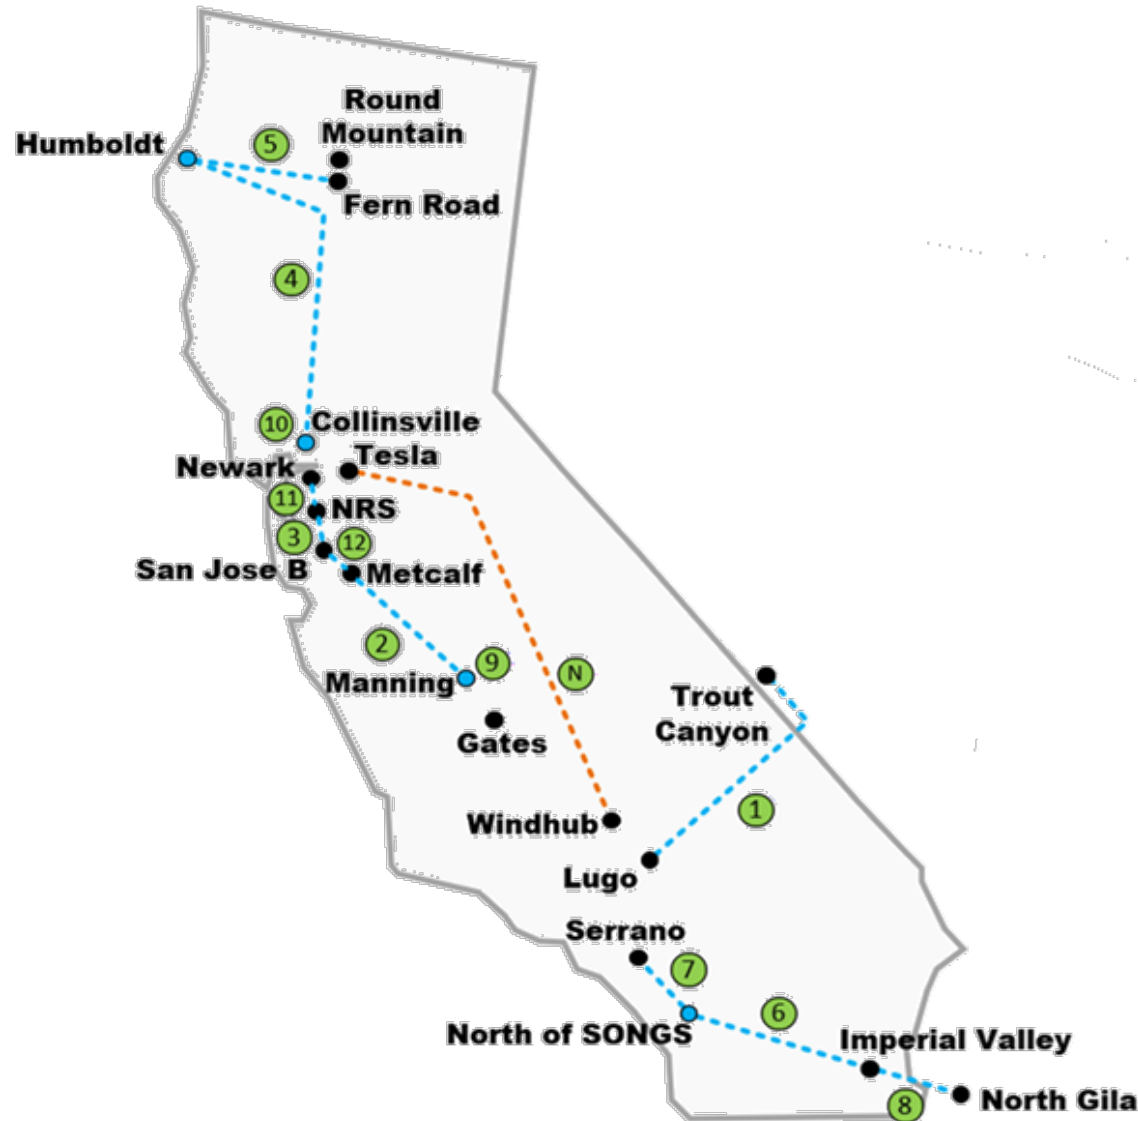 Round
Mountain
Humboldt
5
Fern Road
4
10
Collinsville
Tesla
Newark
11
NRS
3
12
San Jose B
Metcalf
2
9
N
Manning
Trout
Canyon
Gates
1
Windhub
Lugo
Serrano
7
6
North of SONGS
Imperial Valley
8
North Gila